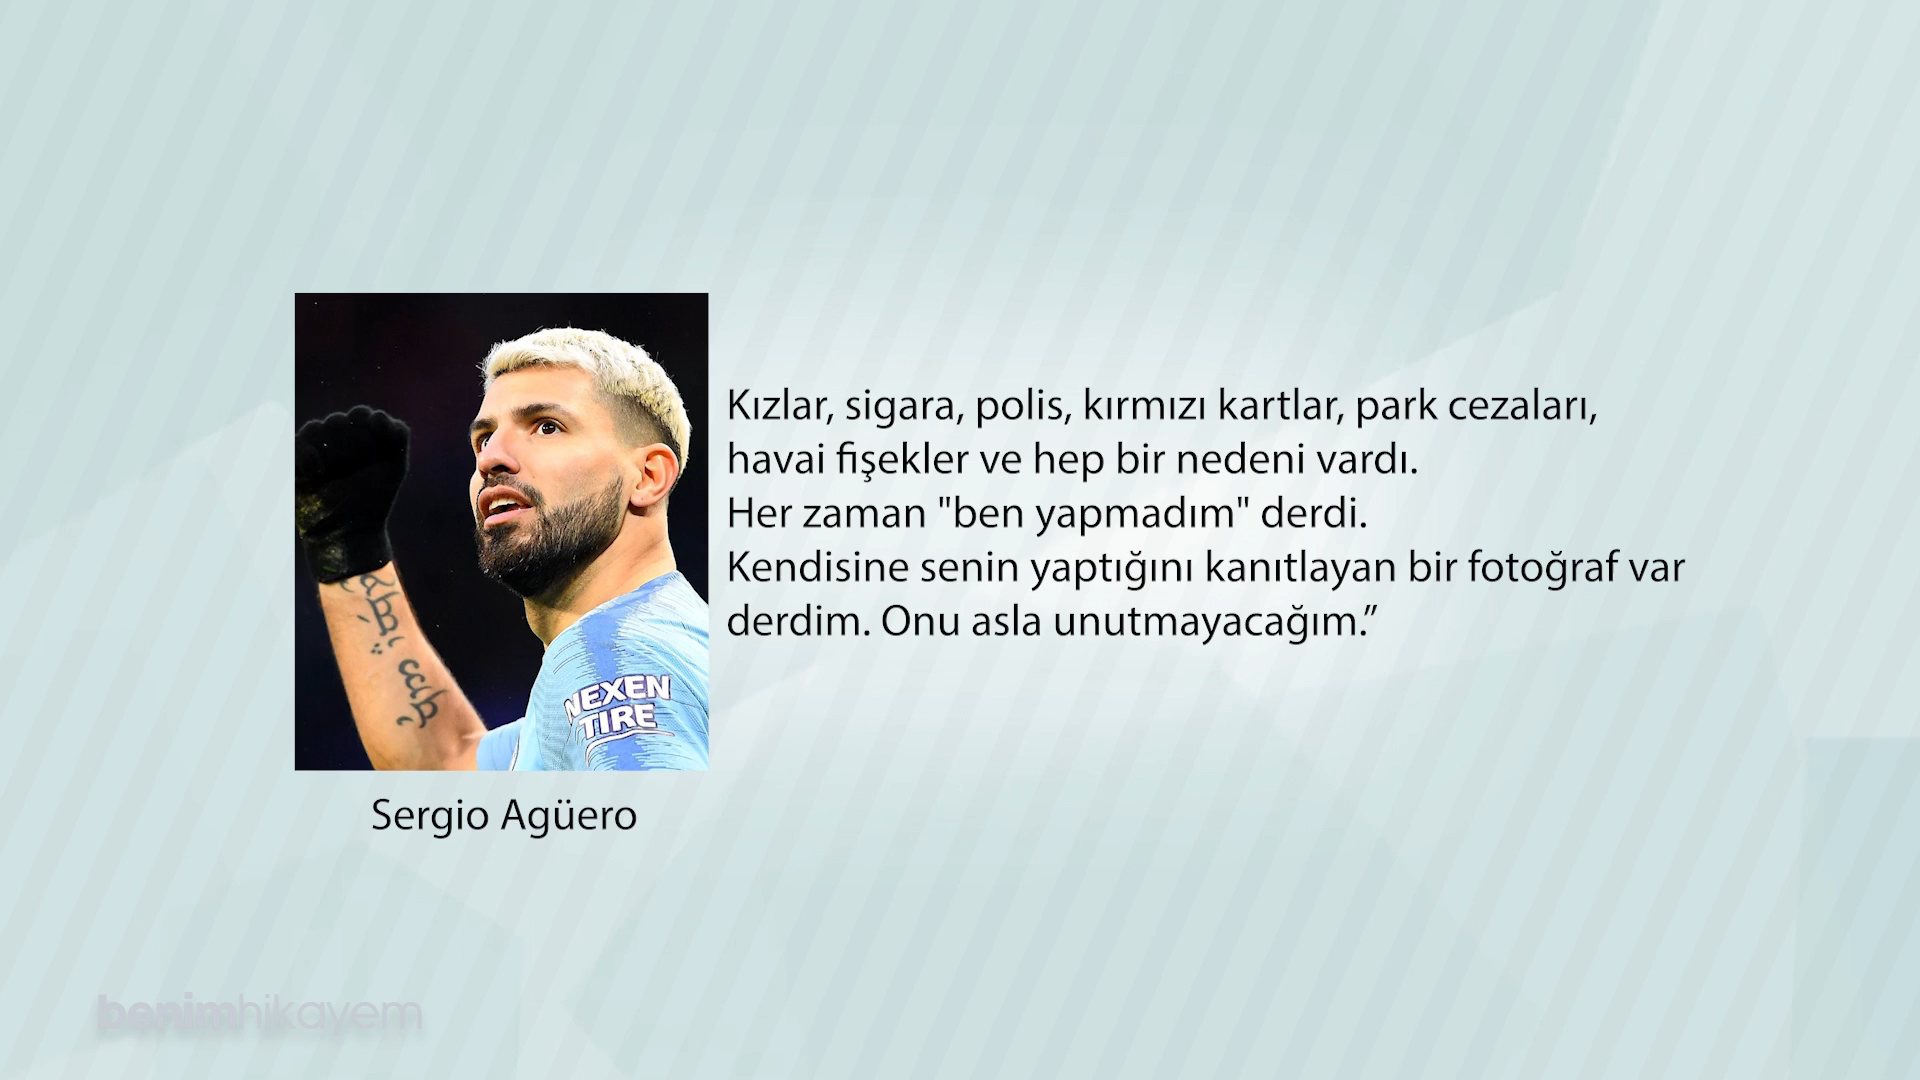 Kızlar, sigara, polis, kırmızı kartlar, park cezaları,
havai fişekler ve hep bir nedeni vardı.
Her zaman "ben yapmadım" derdi.
Kendisine senin yaptığını kanıtlayan bir fotoğraf var
derdim. Onu asla unutmayacağım.”
NEXEN
TIRE
Sergio Agüero
benimhikayem